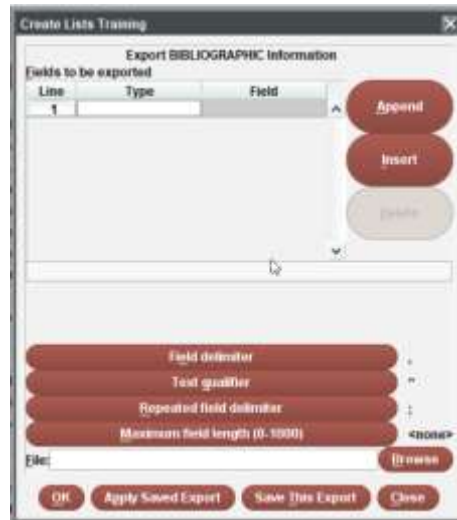 Create Lists Training
Export BIBLIOGRAPHIC Information
Fields to be exported
Line Type Field
1
Append
Insert
Delete
Field delimiter ,
Text qualifier "
Repeated field delimiter ;
Maximum field length (0-1000) <none>
File: Browse
OK Apply Saved Export Save This Export Close